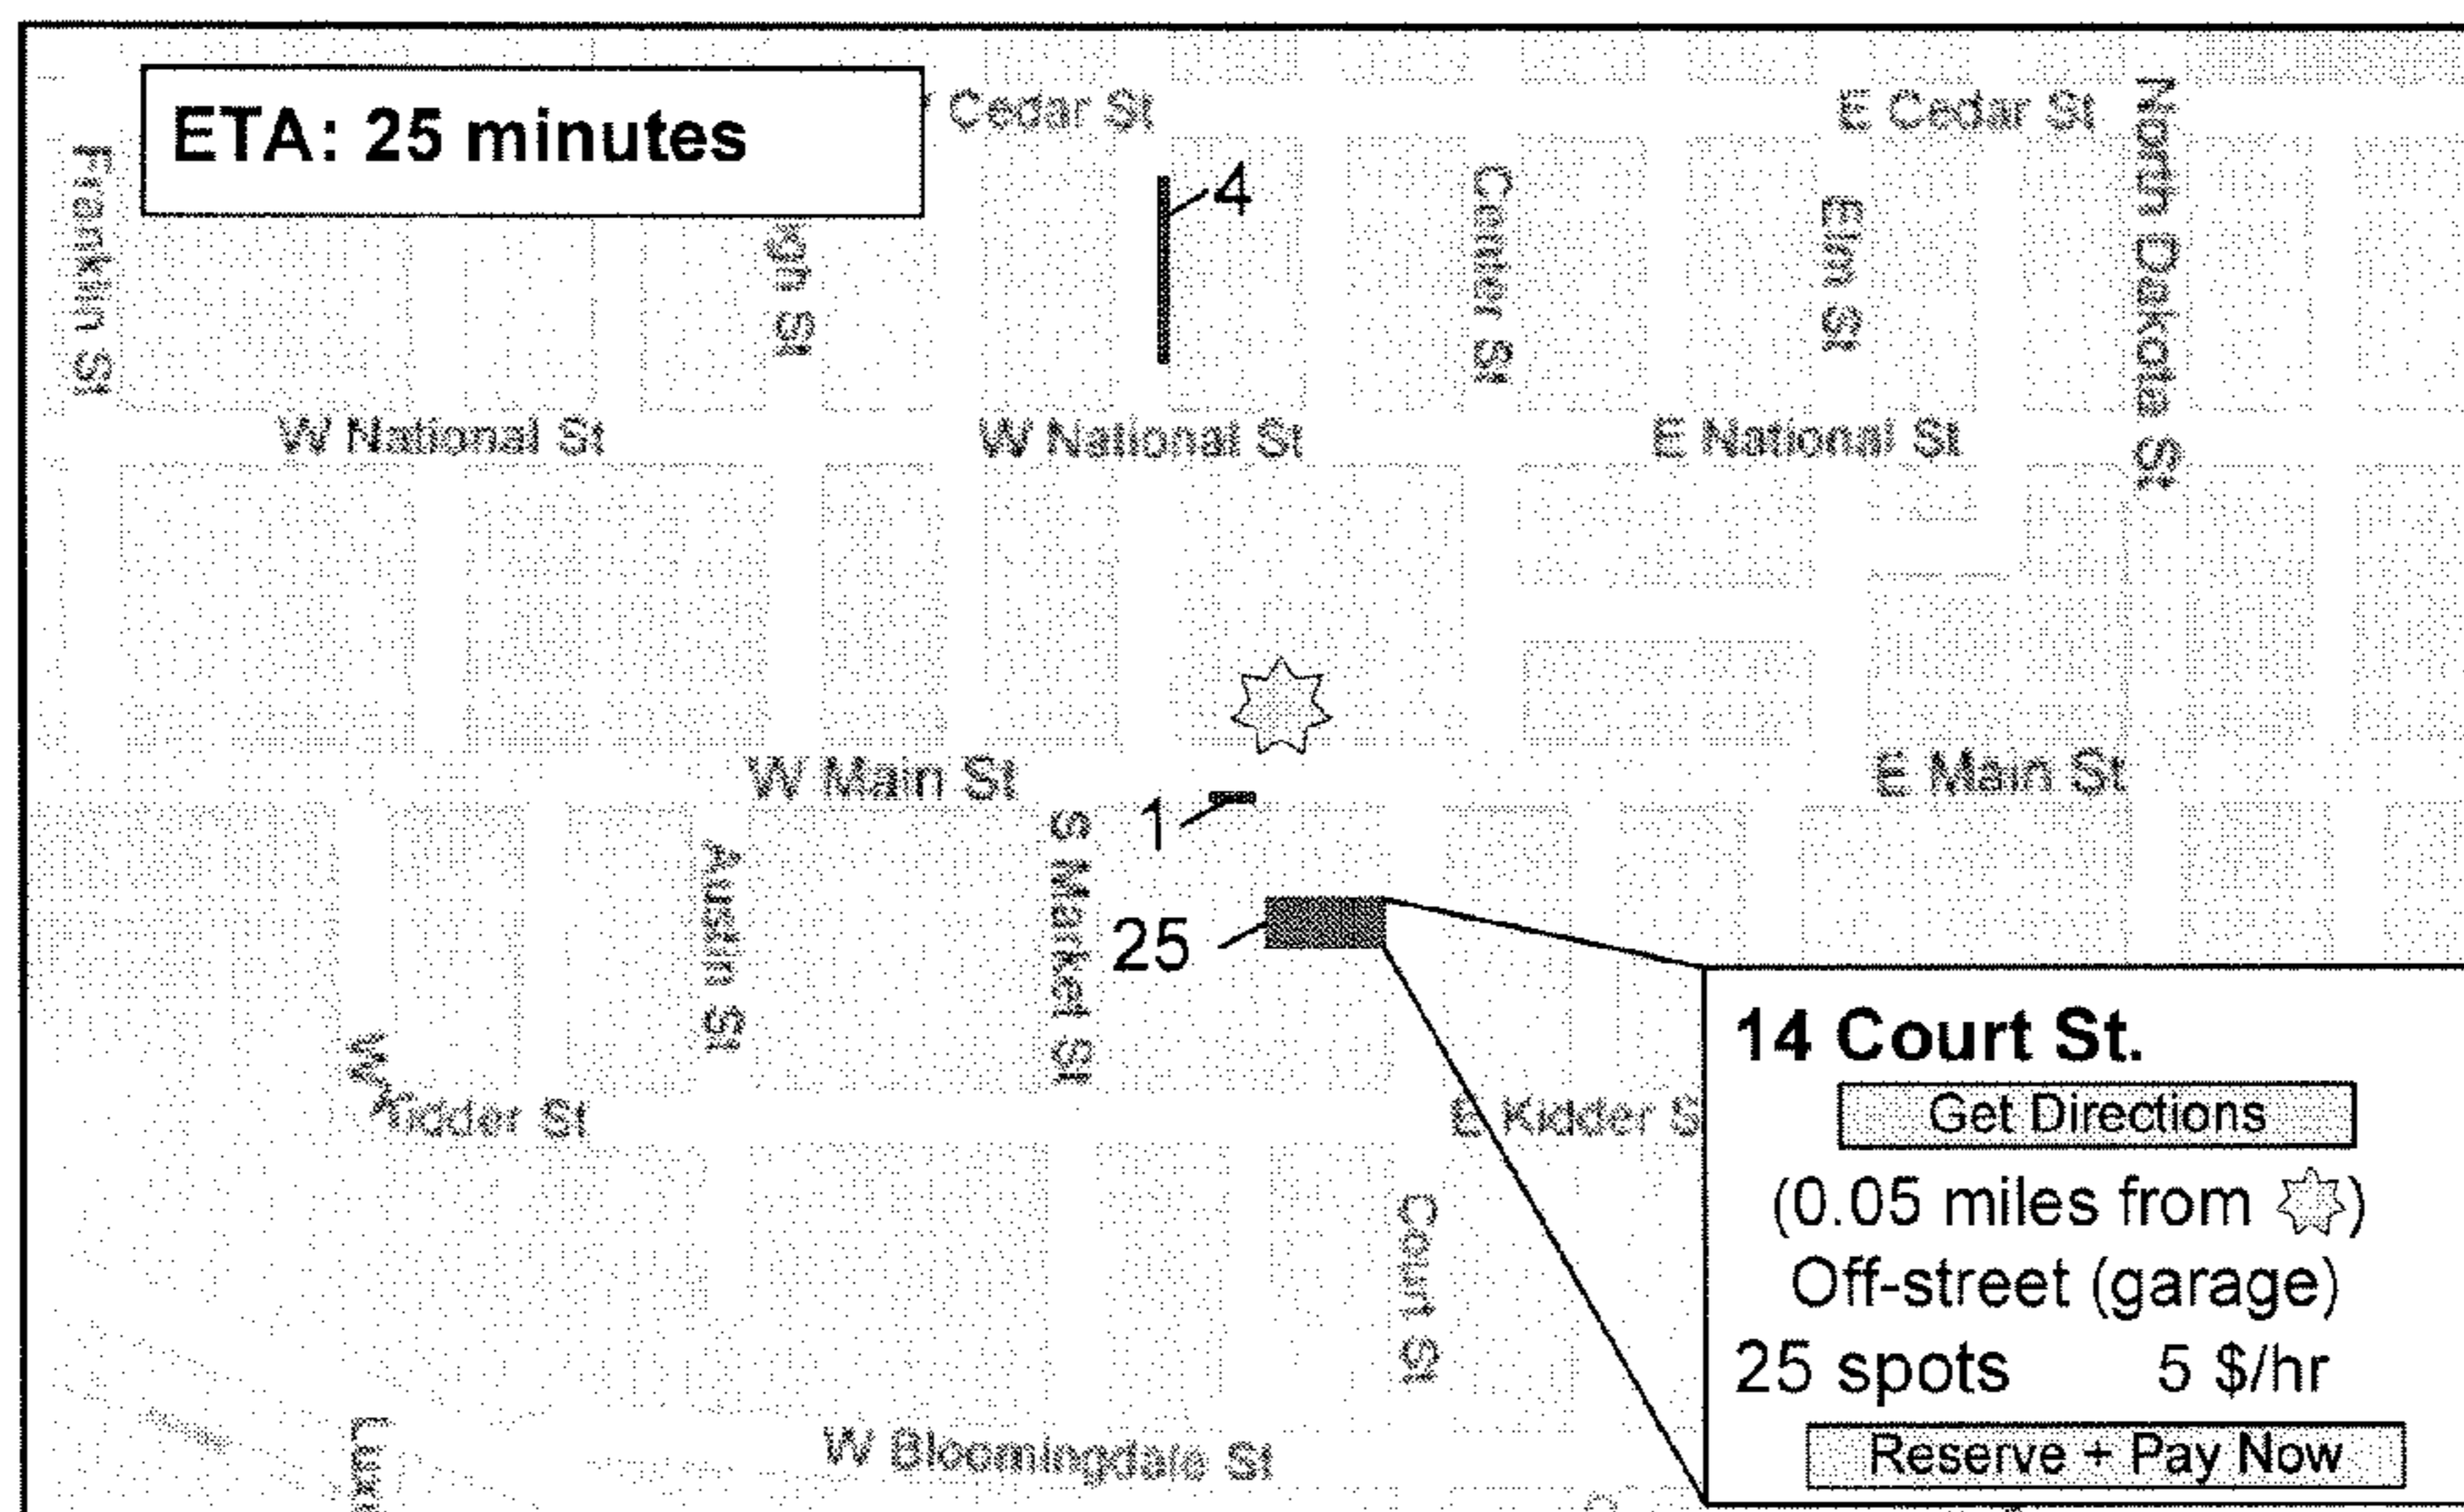 ETA: 25 minutes
Cedar St
E Cedar St
North Dakota St
Franklin St
4
Center St
Elm St
St
W National St
W National St
E National St
W Main St
E Main St
1
S Market St
Austin St
25
14 Court St.
Get Directions
(0.05 miles from )
Off-street (garage)
25 spots 5 $/hr
Reserve + Pay Now
W Kidder St
E Kidder S
Court St
W Bloomingdale St